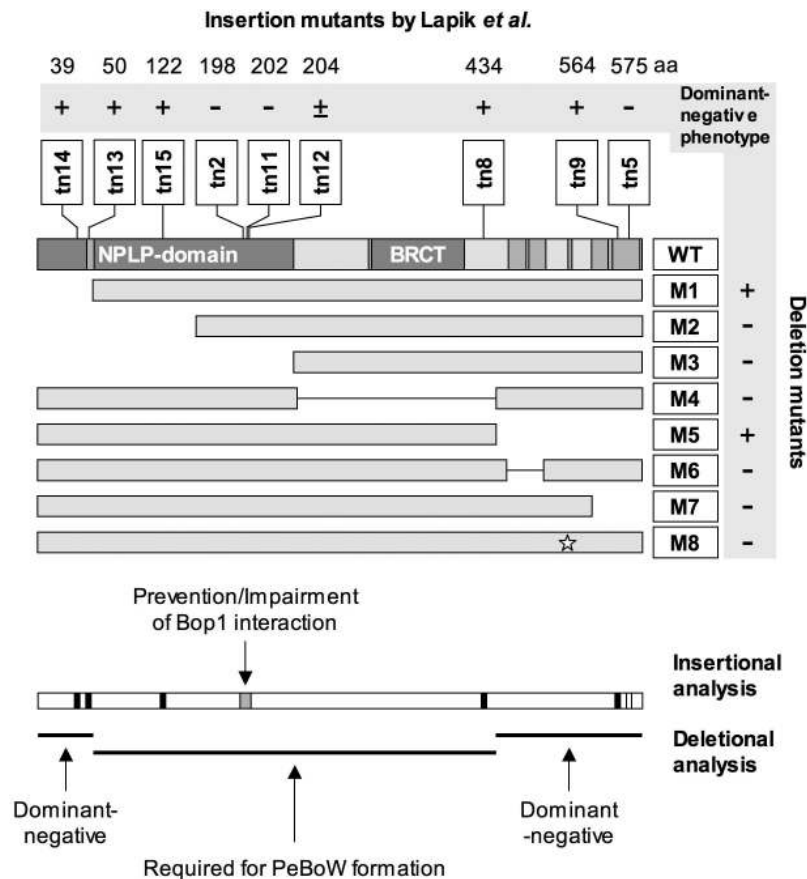 Insertion mutants by Lapik et al.
39 50 122 198 202 204 434 564 575 aa
+ + + - - ± + + -
Dominant-
negative
phenotype
tn14 tn13 tn15 tn2 tn11 tn12 tn8 tn9 tn5
NPLP-domain BRCT WT
M1 +
M2 -
M3 -
M4 -
M5 +
M6 -
M7 -
M8 -
Deletion mutants
Prevention/Impairment
of Bop1 interaction
Insertional
analysis
Deletional
analysis
Dominant-
negative
Dominant
-negative
Required for PeBoW formation